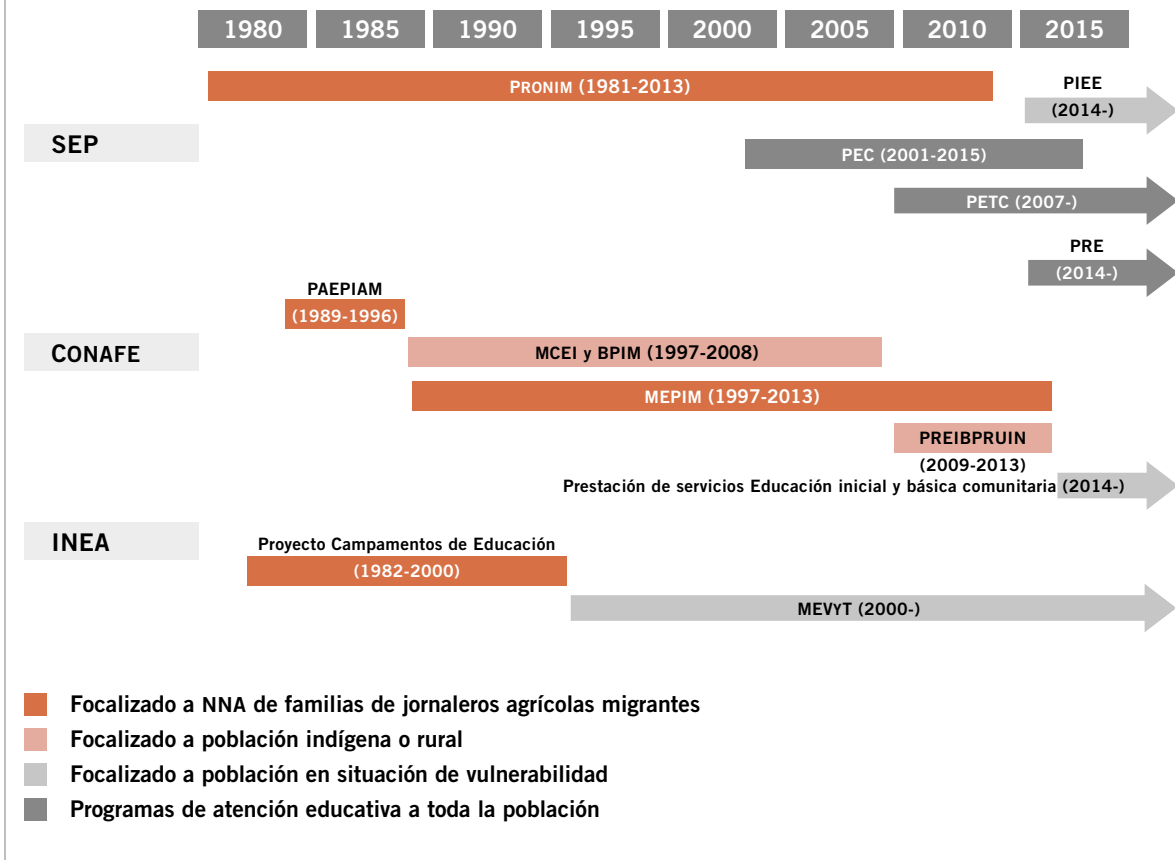 1980 1985 1990 1995 2000 2005 2010 2015
PRONIM (1981-2013)
PIEE
(2014-)
SEP
PEC (2001-2015)
PETC (2007-)
PRE
(2014-)
PAEPIAM
(1989-1996)
CONAFE
MCEI y BPIM (1997-2008)
MEPIM (1997-2013)
PREIBPRUIN
(2009-2013)
Prestación de servicios Educación inicial y básica comunitaria (2014-)
INEA
Proyecto Campamentos de Educación
(1982-2000)
MEVYT (2000-)
Focalizado a NNA de familias de jornaleros agrícolas migrantes
Focalizado a población indígena o rural
Focalizado a población en situación de vulnerabilidad
Programas de atención educativa a toda la población